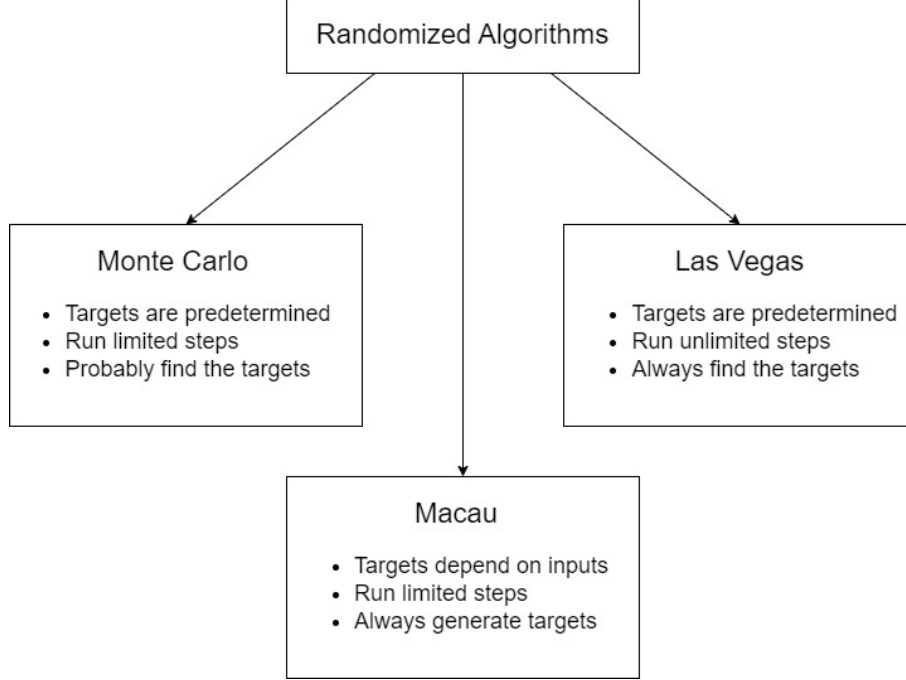 Randomized Algorithms
Monte Carlo
• Targets are predetermined
• Run limited steps
• Probably find the targets
Las Vegas
• Targets are predetermined
• Run unlimited steps
• Always find the targets
Macau
• Targets depend on inputs
• Run limited steps
• Always generate targets